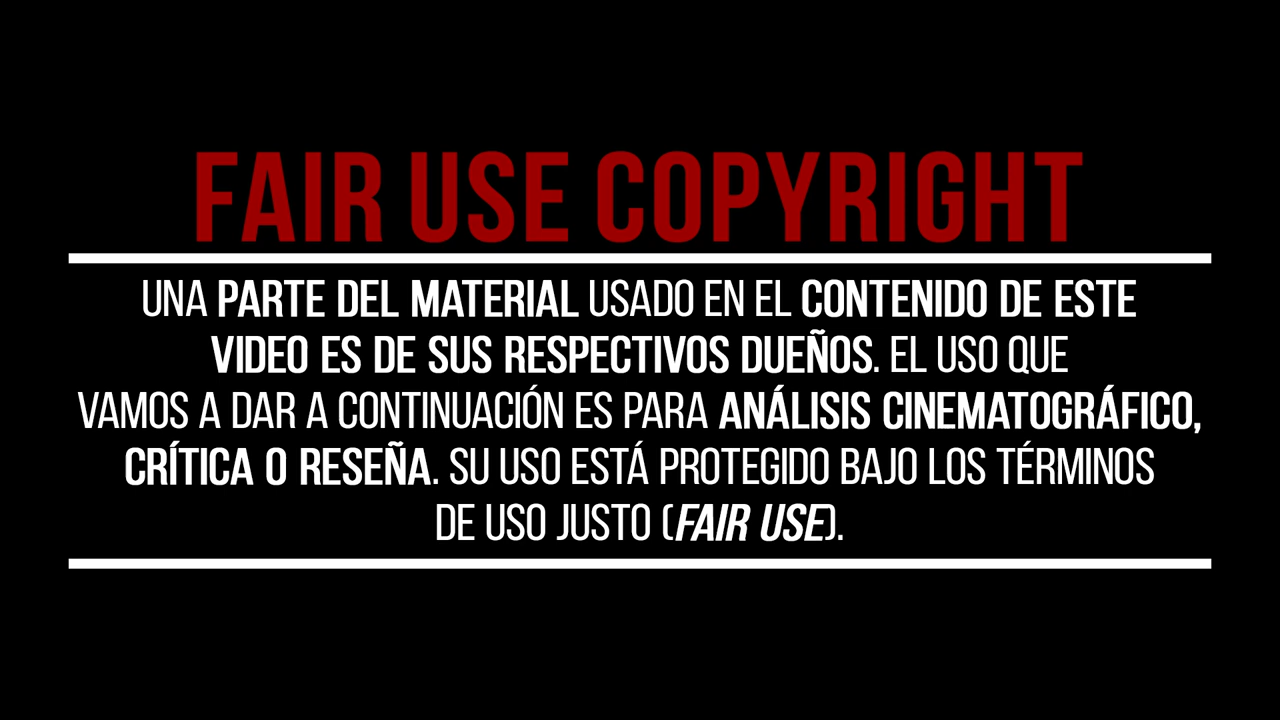 FAIR USE COPYRIGHT
UNA PARTE DEL MATERIAL USADO EN EL CONTENIDO DE ESTE
VIDEO ES DE SUS RESPECTIVOS DUEÑOS. EL USO QUE
VAMOS A DAR A CONTINUACIÓN ES PARA ANÁLISIS CINEMATOGRÁFICO,
CRÍTICA O RESEÑA. SU USO ESTÁ PROTEGIDO BAJO LOS TÉRMINOS
DE USO JUSTO (FAIR USE).